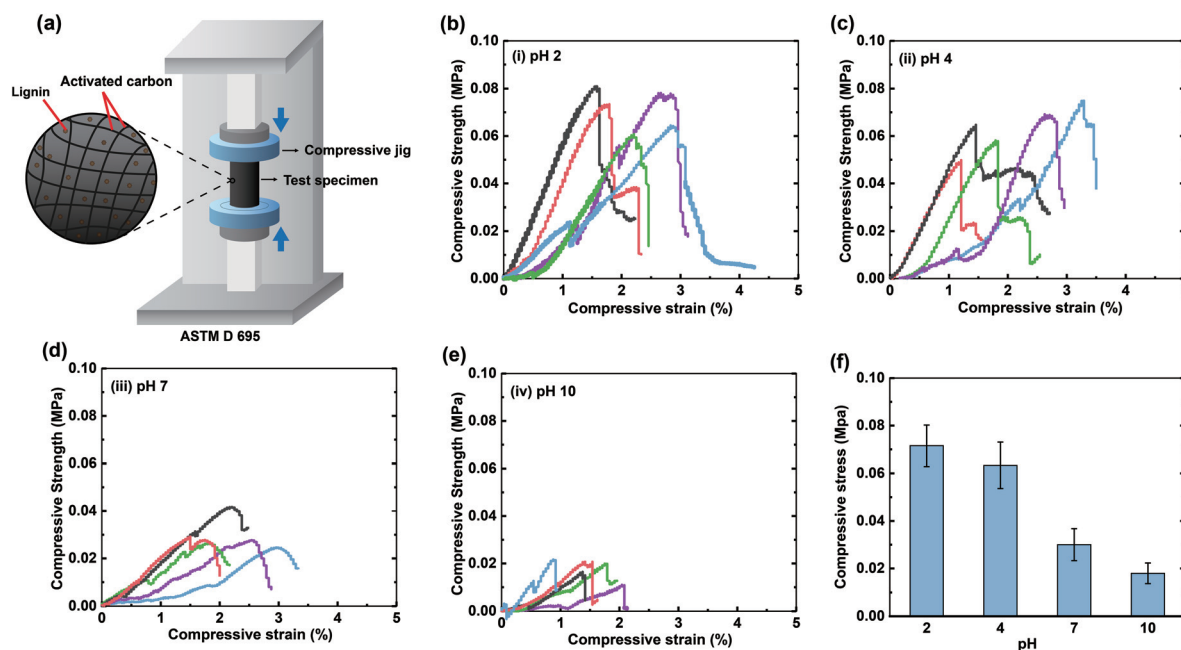 (a)
Activated carbon
Lignin
Compressive jig
Test specimen
ASTM D 695
(b)
(i) pH 2
Compressive Strength (MPa)
0.10
0.08
0.06
0.04
0.02
0.00
0 1 2 3 4 5
Compressive strain (%)
(c)
(ii) pH 4
Compressive Strength (MPa)
0.10
0.08
0.06
0.04
0.02
0.00
0 1 2 3 4 5
Compressive strain (%)
(d)
(iii) pH 7
Compressive Strength (MPa)
0.10
0.08
0.06
0.04
0.02
0.00
0 1 2 3 4 5
Compressive strain (%)
(e)
(iv) pH 10
Compressive Strength (MPa)
0.10
0.08
0.06
0.04
0.02
0.00
0 1 2 3 4 5
Compressive strain (%)
(f)
Compressive stress (Mpa)
0.10
0.08
0.06
0.04
0.02
0.00
2 4 7 10
pH